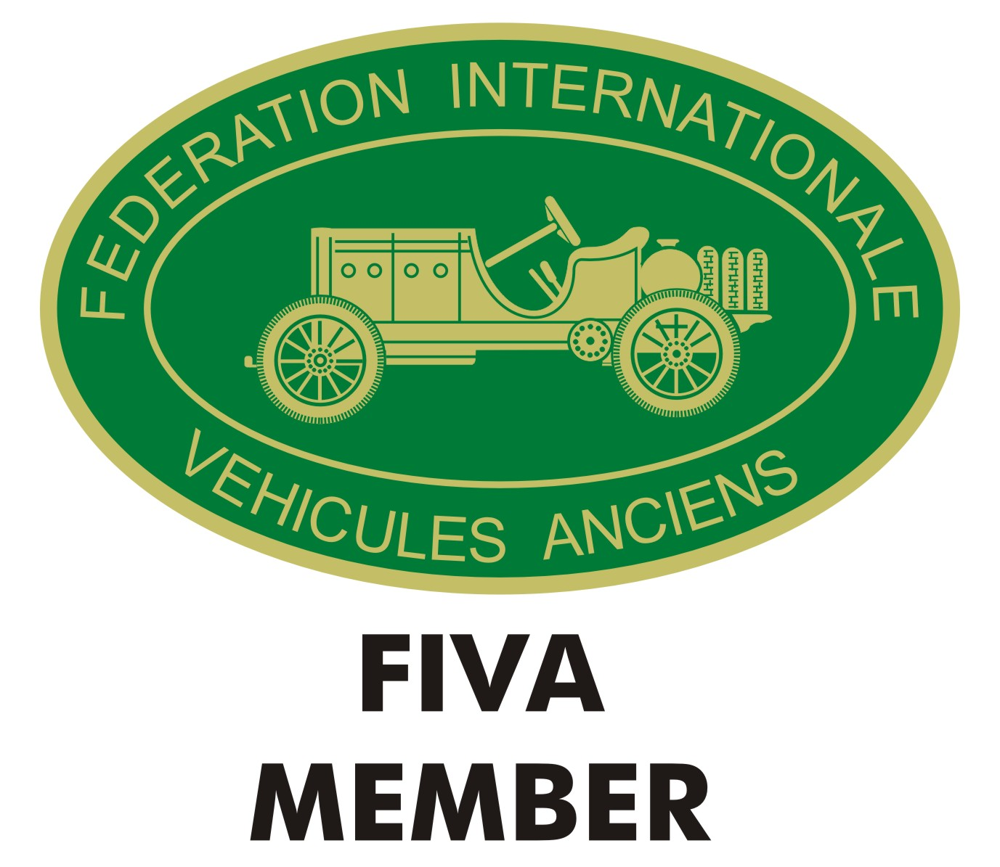 FEDERATION INTERNATIONALE
VEHICULES ANCIENS
FIVA
MEMBER